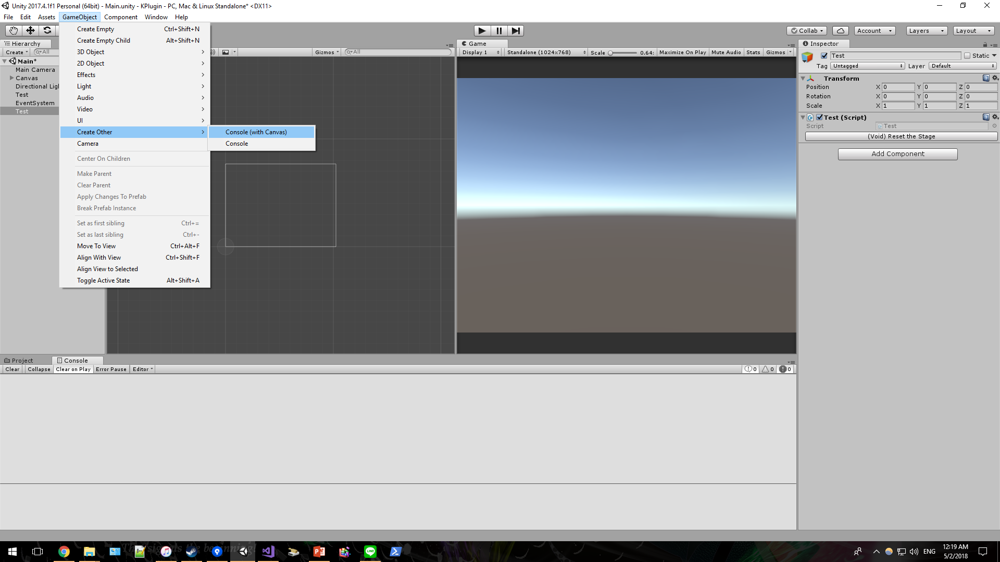 Unity 2017.4.1f1 Personal (64bit) - Main.unity - KPlugin - PC, Mac & Linux Standalone* <DX11>
File Edit Assets GameObject Component Window Help
Collab Account Layers Layout
Hierarchy
Create All
Main*
Main Camera
Canvas
Directional Ligh
Test
EventSystem
Test
Create Empty Ctrl+Shift+N
Create Empty Child Alt+Shift+N
3D Object
2D Object
Effects
Light
Audio
Video
UI
Create Other
Camera
Center On Children
Make Parent
Clear Parent
Apply Changes To Prefab
Break Prefab Instance
Set as first sibling Ctrl+=
Set as last sibling Ctrl+-
Move To View Ctrl+Alt+F
Align With View Ctrl+Shift+F
Align View to Selected
Toggle Active State Alt+Shift+A
Console (with Canvas)
Console
Gizmos All
Game
Display 1 Standalone (1024x768) Scale 0.64: Maximize On Play Mute Audio Stats Gizmos
Inspector
Test Static
Tag Untagged Layer Default
Transform
Position X 0 Y 0 Z 0
Rotation X 0 Y 0 Z 0
Scale X 1 Y 1 Z 1
Test (Script)
Script Test
(Void) Reset the Stage
Add Component
Project Console
Clear Collapse Clear on Play Error Pause Editor 0 0 0
LINE
ENG
12:19 AM
5/2/2018